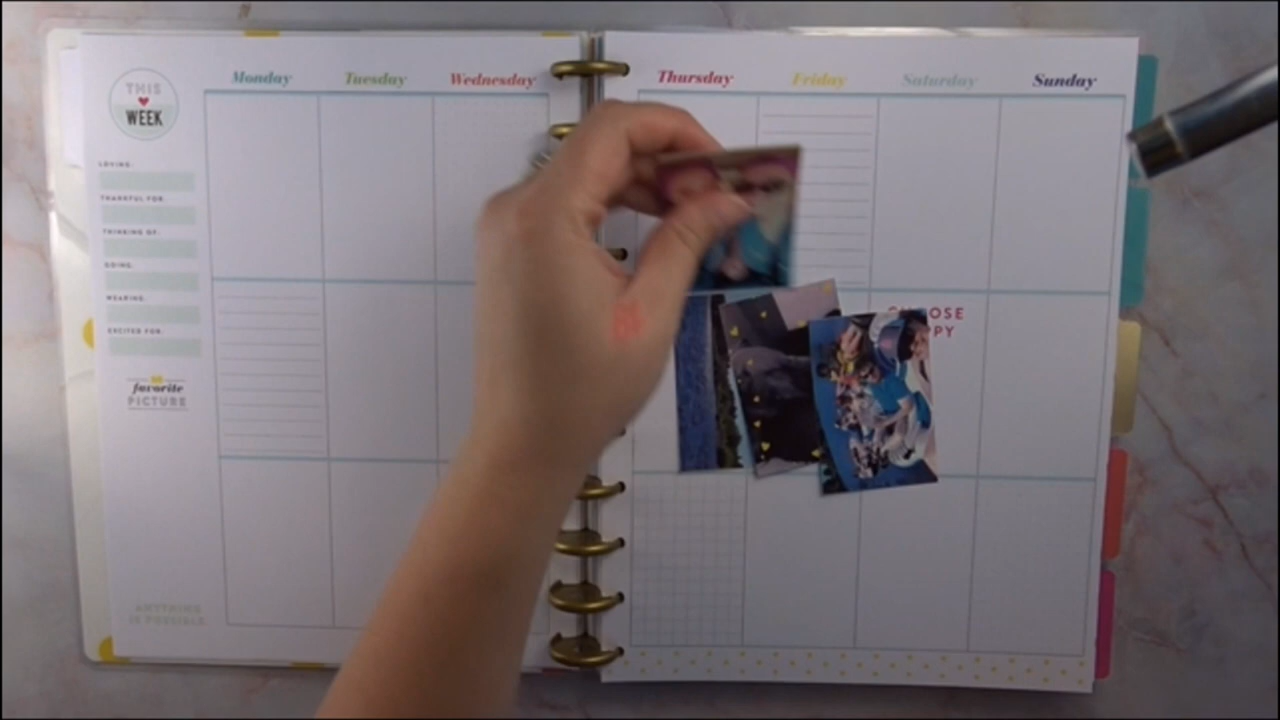 THIS
WEEK
Monday
Tuesday
Wednesday
Thursday
Friday
Saturday
Sunday
LOVING:
THANKFUL FOR:
THINKING OF:
GOING:
WEARING:
EXCITED FOR:
favorite
PICTURE
ANYTHING
IS POSSIBLE